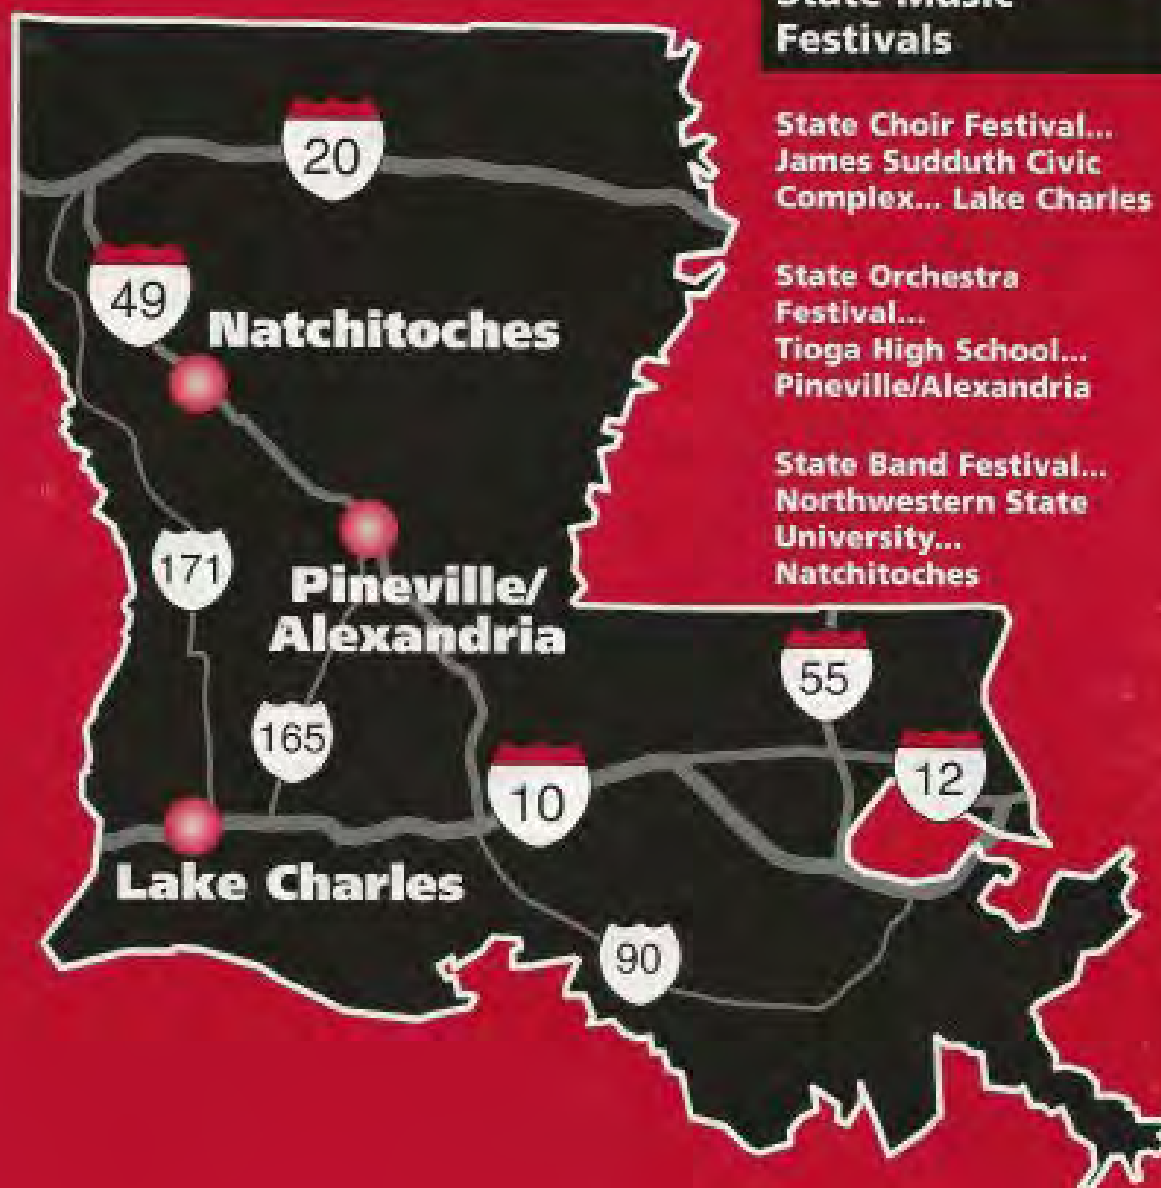 State Music
Festivals
State Choir Festival...
James Sudduth Civic
Complex... Lake Charles
State Orchestra
Festival...
Tioga High School...
Pineville/Alexandria
State Band Festival...
Northwestern State
University...
Natchitoches
20
49
Natchitoches
171
Pineville/
Alexandria
165
55
10
12
Lake Charles
90